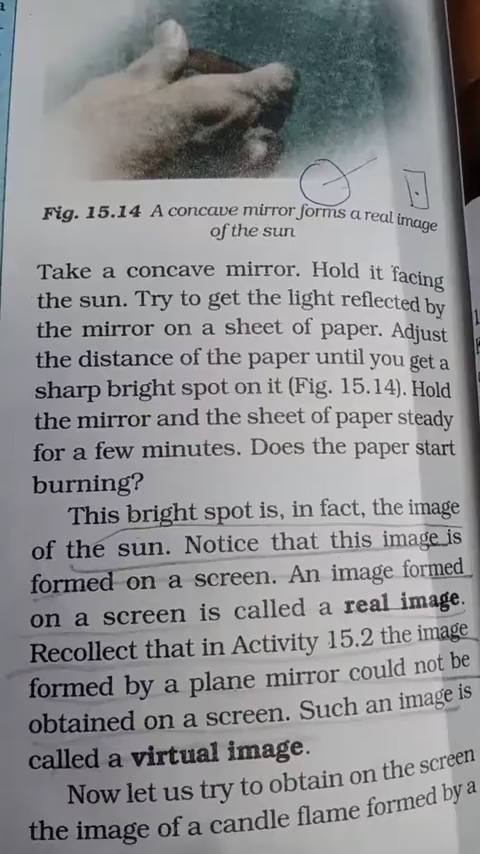 Fig. 15.14 A concave mirror forms a real image
of the sun
Take a concave mirror. Hold it facing
the sun. Try to get the light reflected by
the mirror on a sheet of paper. Adjust
the distance of the paper until you get a
sharp bright spot on it (Fig. 15.14). Hold
the mirror and the sheet of paper steady
for a few minutes. Does the paper start
burning?
This bright spot is, in fact, the image
of the sun. Notice that this image is
formed on a screen. An image formed
on a screen is called a real image.
Recollect that in Activity 15.2 the image
formed by a plane mirror could not be
obtained on a screen. Such an image is
called a virtual image.
Now let us try to obtain on the screen
the image of a candle flame formed by a